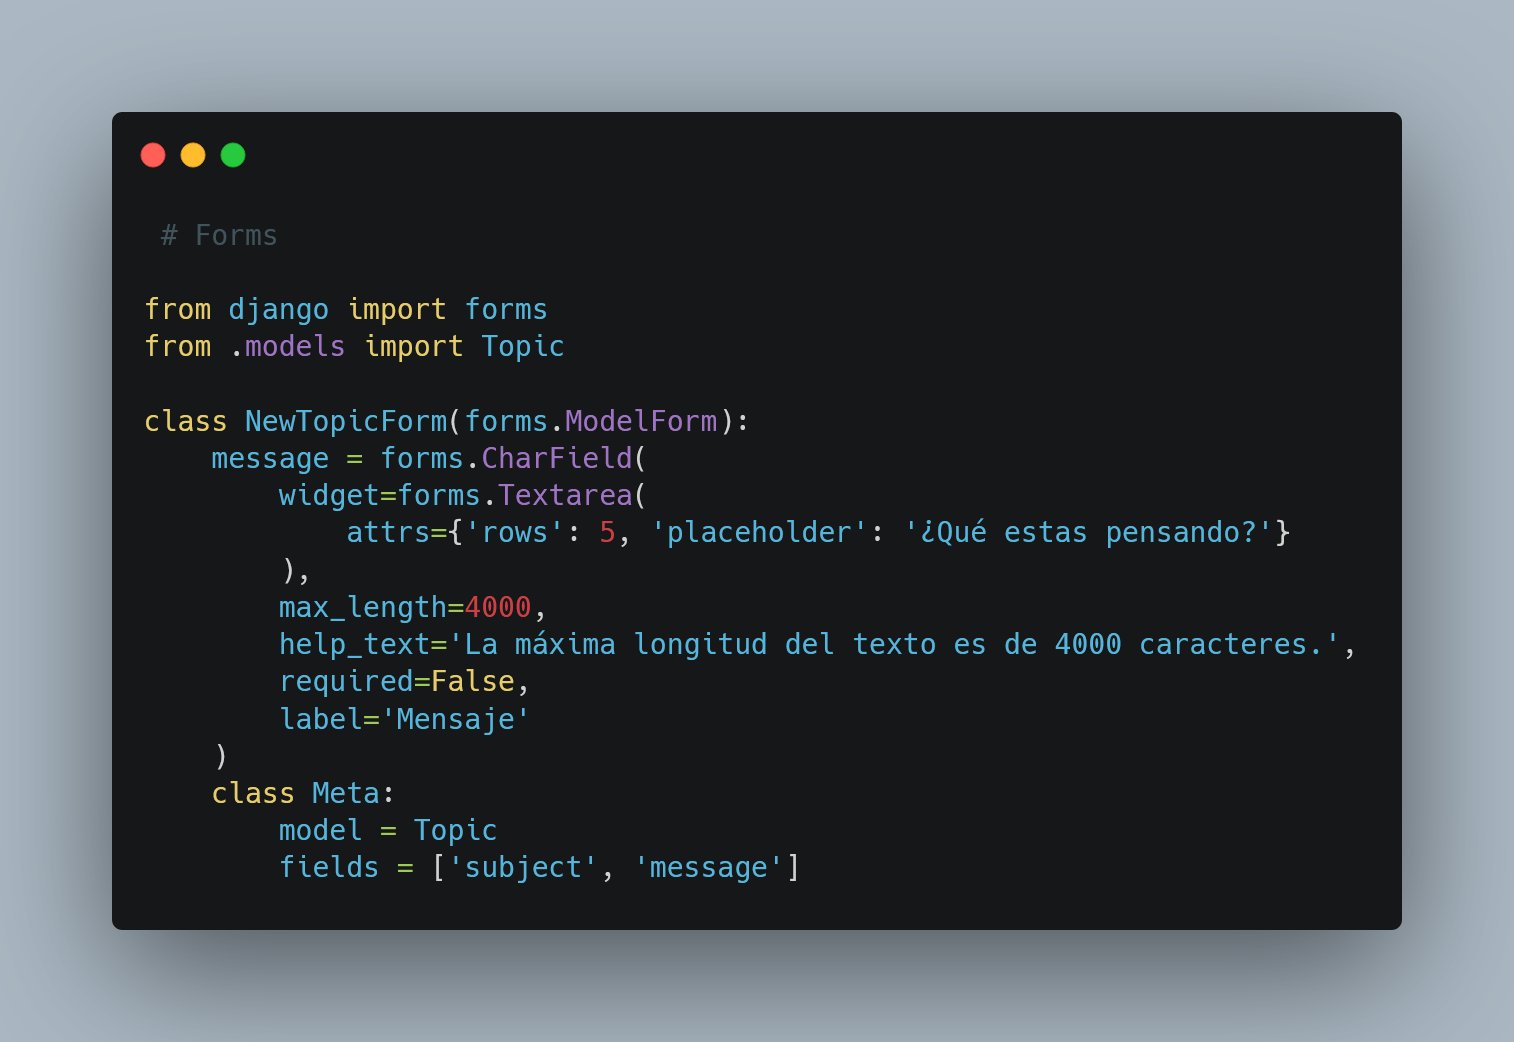 # Forms
from django import forms
from .models import Topic
class NewTopicForm(forms.ModelForm):
    message = forms.CharField(
        widget=forms.Textarea(
            attrs={'rows': 5, 'placeholder': '¿Qué estas pensando?'}
        ),
        max_length=4000,
        help_text='La máxima longitud del texto es de 4000 caracteres.',
        required=False,
        label='Mensaje'
    )
    class Meta:
        model = Topic
        fields = ['subject', 'message']